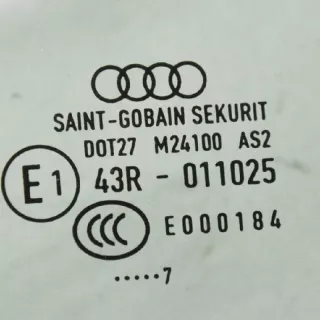 SAINT-GOBAIN SEKURIT
DOT27 M24100 AS2
E1 43R - 011025
CCC E000184
.....7